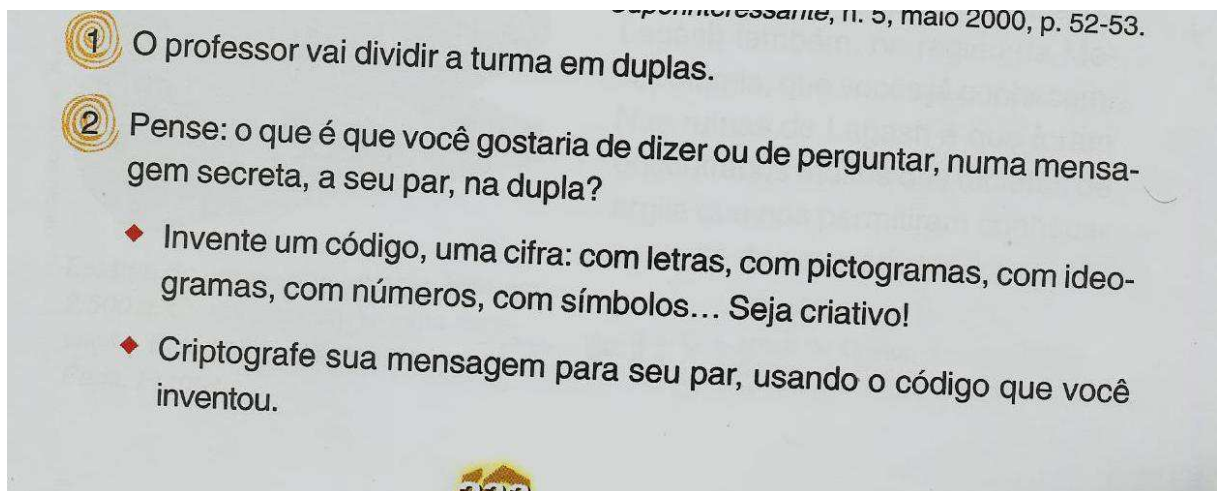 Superinteressante, n. 5, maio 2000, p. 52-53.
1 O professor vai dividir a turma em duplas.
2 Pense: o que é que você gostaria de dizer ou de perguntar, numa mensa-
gem secreta, a seu par, na dupla?
Invente um código, uma cifra: com letras, com pictogramas, com ideo-
gramas, com números, com símbolos... Seja criativo!
Criptografe sua mensagem para seu par, usando o código que você
inventou.